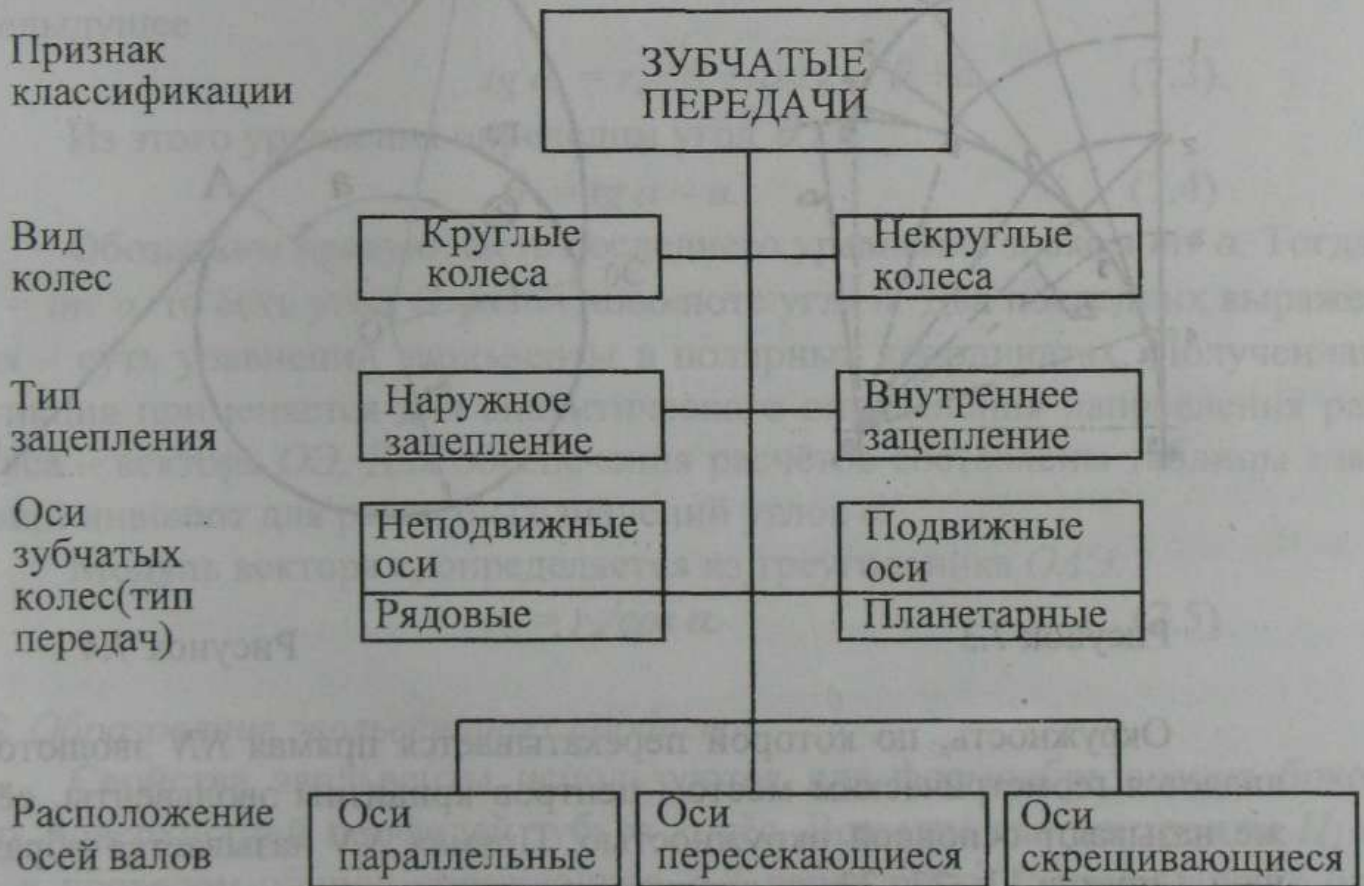 Признак
классификации
ЗУБЧАТЫЕ
ПЕРЕДАЧИ
Вид
колес
Круглые
колеса
Некруглые
колеса
Тип
зацепления
Наружное
зацепление
Внутреннее
зацепление
Оси
зубчатых
колес(тип
передач)
Неподвижные
оси
Рядовые
Подвижные
оси
Планетарные
Расположение
осей валов
Оси
параллельные
Оси
пересекающиеся
Оси
скрещивающиеся